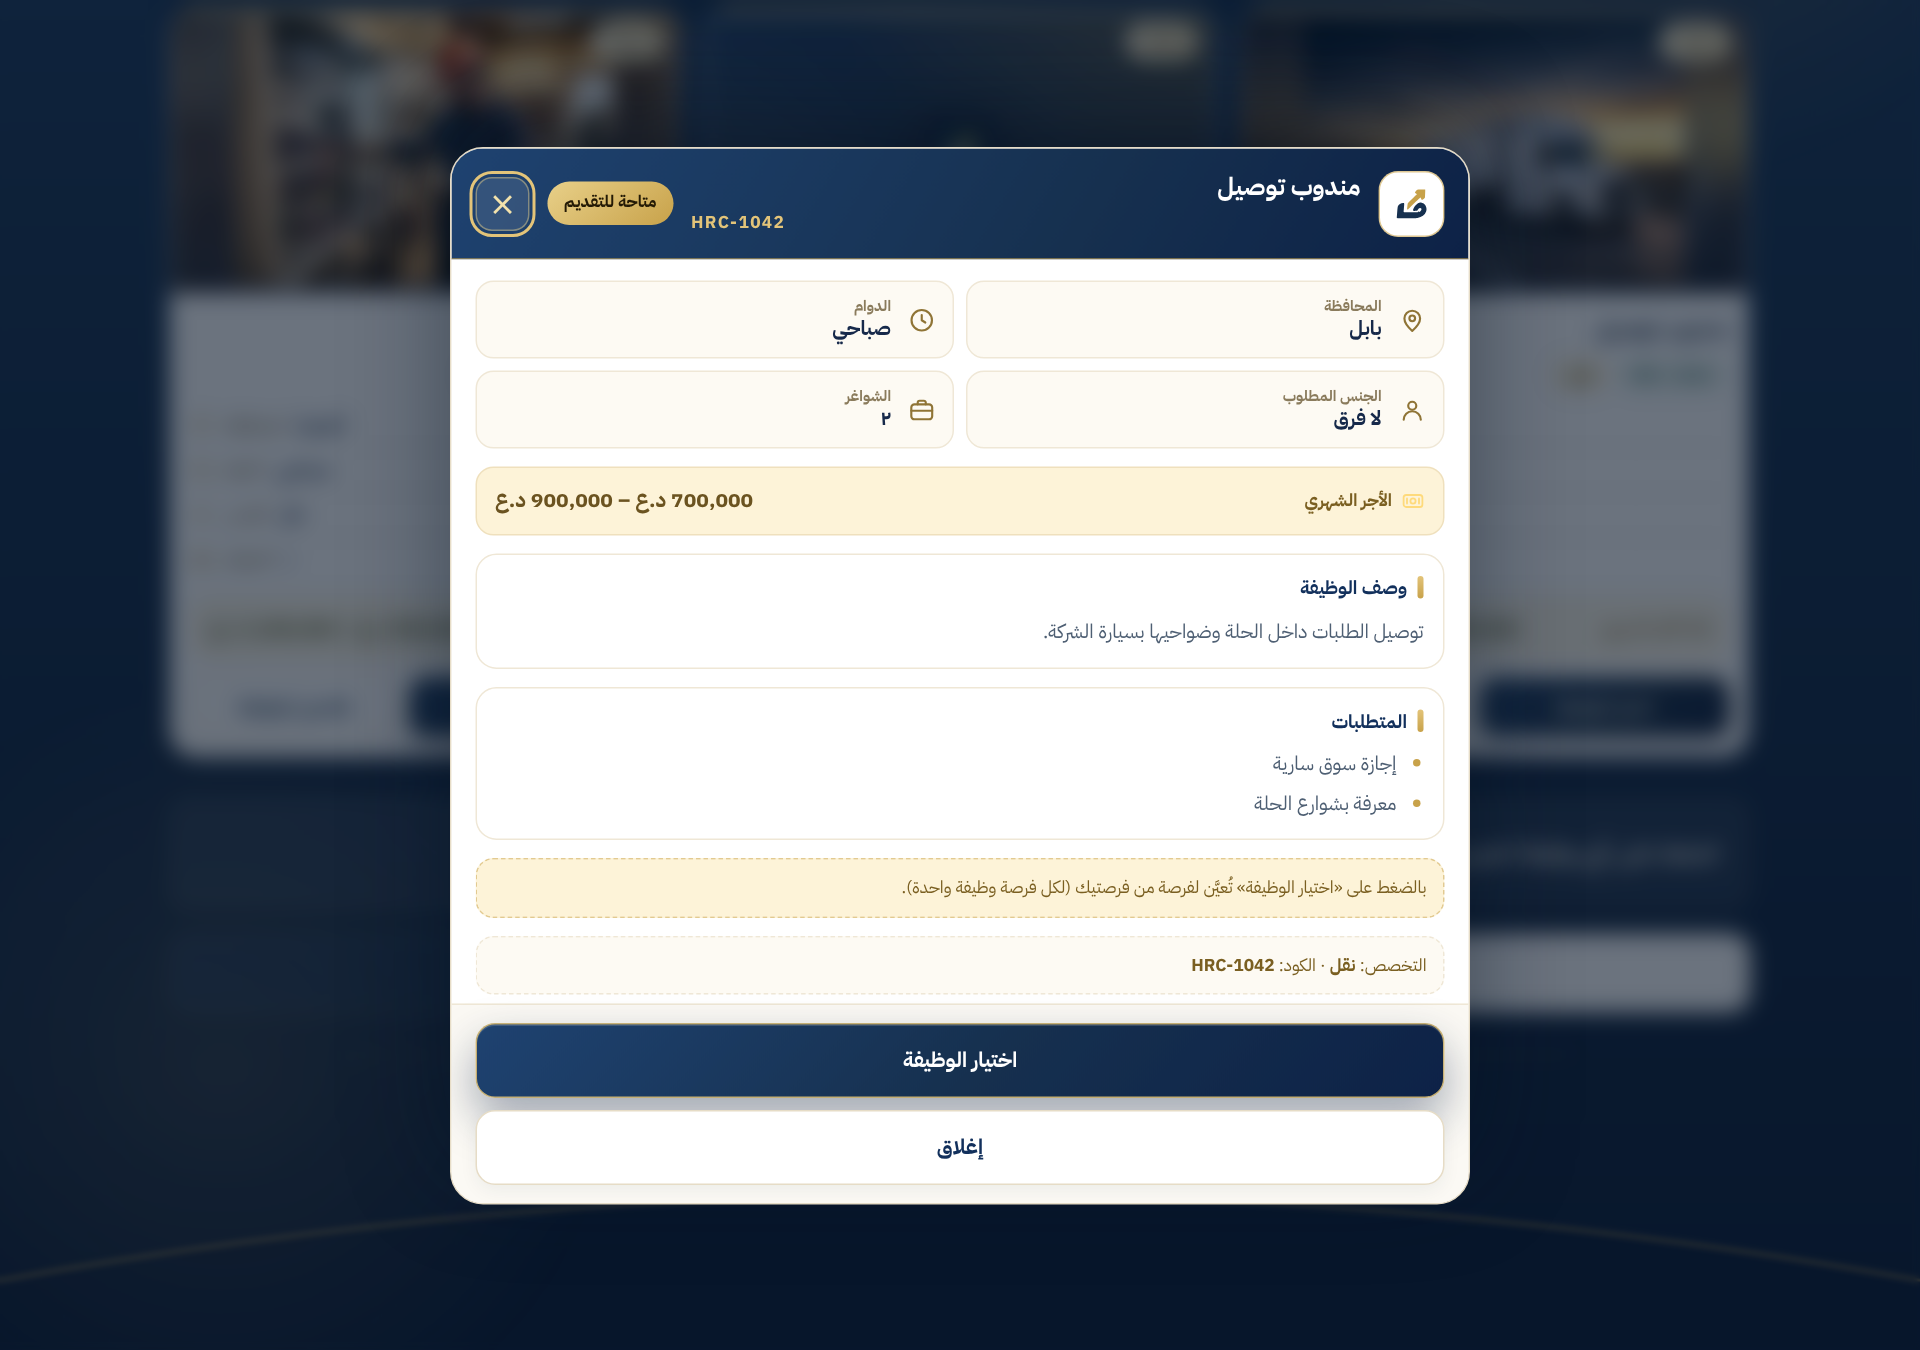 مندوب توصيل
HRC-1042
متاحة للتقديم
المحافظة
بابل
الدوام
صباحي
الجنس المطلوب
لا فرق
الشواغر
٢
الأجر الشهري
700,000 د.ع – 900,000 د.ع
وصف الوظيفة
توصيل الطلبات داخل الحلة وضواحيها بسيارة الشركة.
المتطلبات
إجازة سوق سارية
معرفة بشوارع الحلة
بالضغط على «اختيار الوظيفة» تُعيَّن لفرصة من فرصتيك (لكل فرصة وظيفة واحدة).
التخصص: نقل · الكود: HRC-1042
اختيار الوظيفة
إغلاق